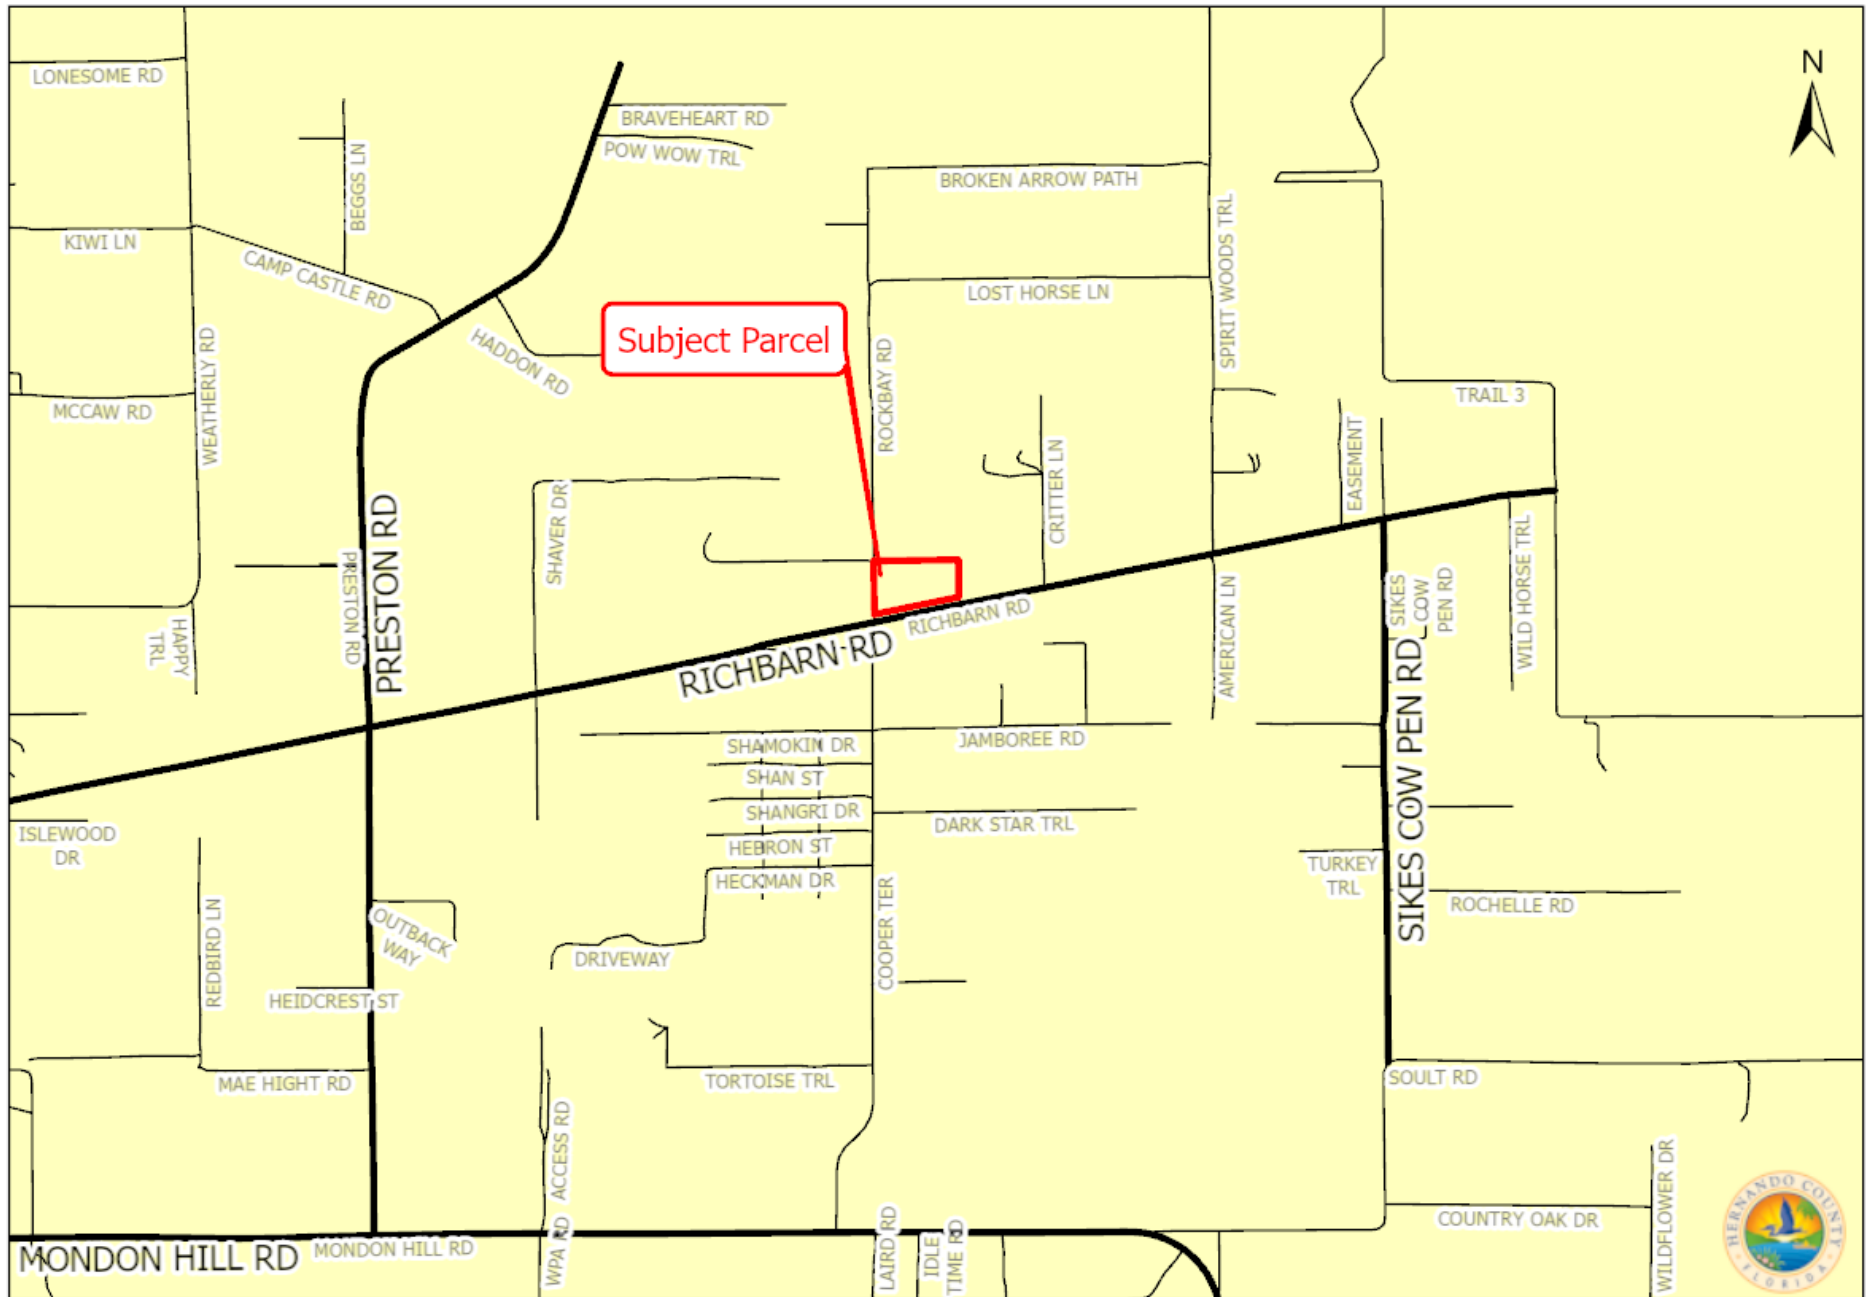 LONESOME RD
N
BRAVEHEART RD
POW WOW TRL
BEGGS LN
BROKEN ARROW PATH
KIWI LN
CAMP CASTLE RD
SPIRIT WOODS TRL
LOST HORSE LN
Subject Parcel
HADDON RD
WEATHERLY RD
ROCKBAY RD
MCCAW RD
TRAIL 3
EASEMENT
CRITTER LN
SHAVER DR
PRESTON RD
PRESTON RD
WILD HORSE TRL
SIKES
COW
PEN RD
AMERICAN LN
RICHBARN RD
RICHBARN RD
HAPPY
TRL
SIKES COW PEN RD
SHAMOKIN DR
JAMBOREE RD
SHAN ST
SHANGRI DR
DARK STAR TRL
ISLEWOOD
DR
HEBRON ST
HECKMAN DR
TURKEY
TRL
ROCHELLE RD
COOPER TER
OUTBACK
WAY
REDBIRD LN
DRIVEWAY
HEIDCREST ST
MAE HIGHT RD
TORTOISE TRL
SOULT RD
ACCESS RD
WPA RD
WILDFLOWER DR
COUNTRY OAK DR
LAIRD RD
IDLE
TIME RD
MONDON HILL RD
MONDON HILL RD
HERNANDO COUNTY
FLORIDA